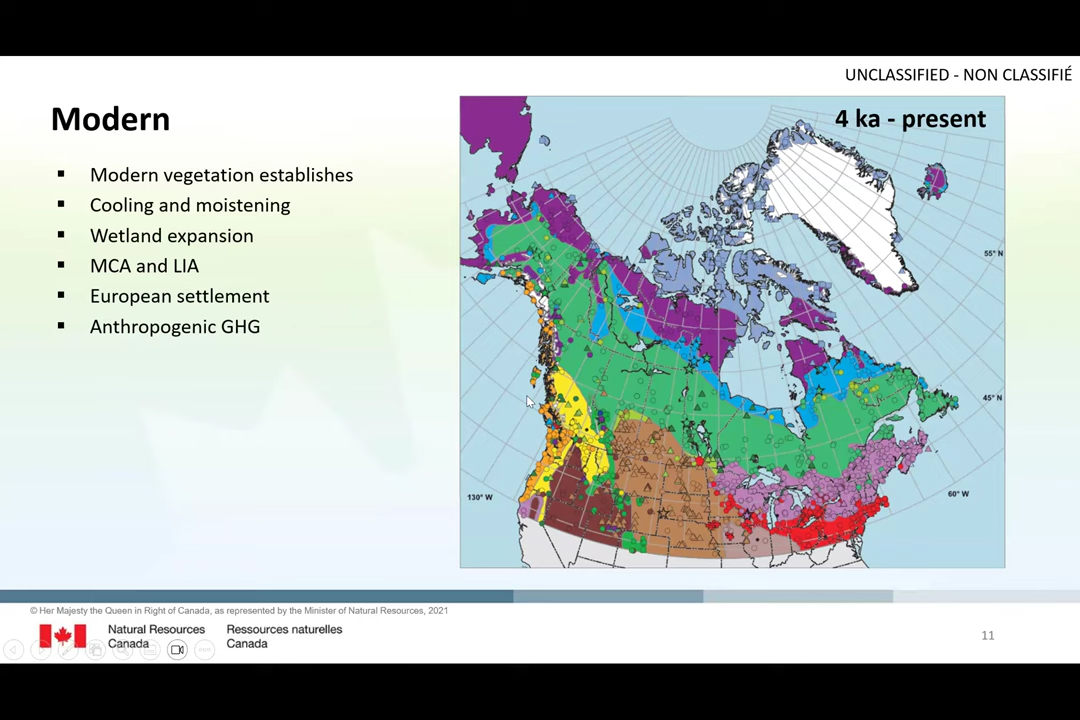 UNCLASSIFIED - NON CLASSIFIÉ
Modern
▪ Modern vegetation establishes
▪ Cooling and moistening
▪ Wetland expansion
▪ MCA and LIA
▪ European settlement
▪ Anthropogenic GHG
4 ka - present
55° N
45° N
130° W
60° W
© Her Majesty the Queen in Right of Canada, as represented by the Minister of Natural Resources, 2021
Natural Resources Ressources naturelles
Canada Canada
11